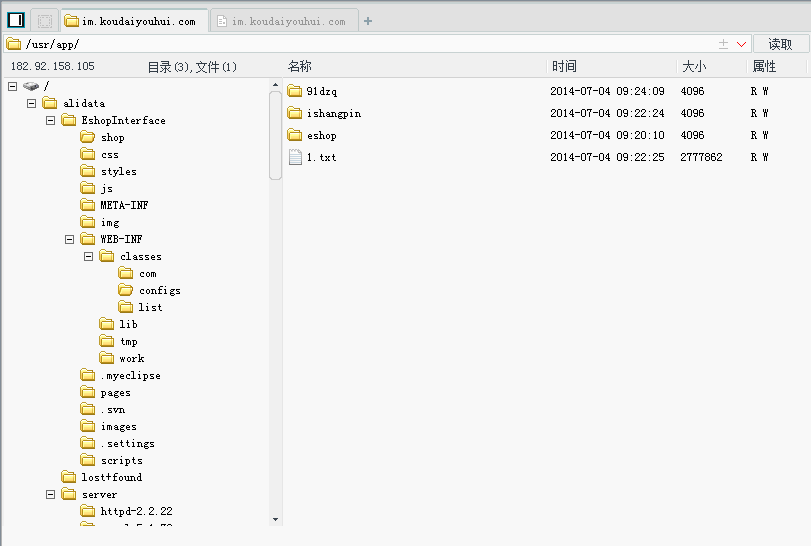 im.koudaiyouhui.com im.koudaiyouhui.com +
/usr/app/ 读取
182.92.158.105 目录(3),文件(1) 名称 时间 大小 属性
/
alidata
EshopInterface
shop
css
styles
js
META-INF
img
WEB-INF
classes
com
configs
list
lib
tmp
work
.myeclipse
pages
.svn
images
.settings
scripts
lost+found
server
httpd-2.2.22
91dzq 2014-07-04 09:24:09 4096 R W
ishangpin 2014-07-04 09:22:24 4096 R W
eshop 2014-07-04 09:20:10 4096 R W
1.txt 2014-07-04 09:22:25 2777862 R W